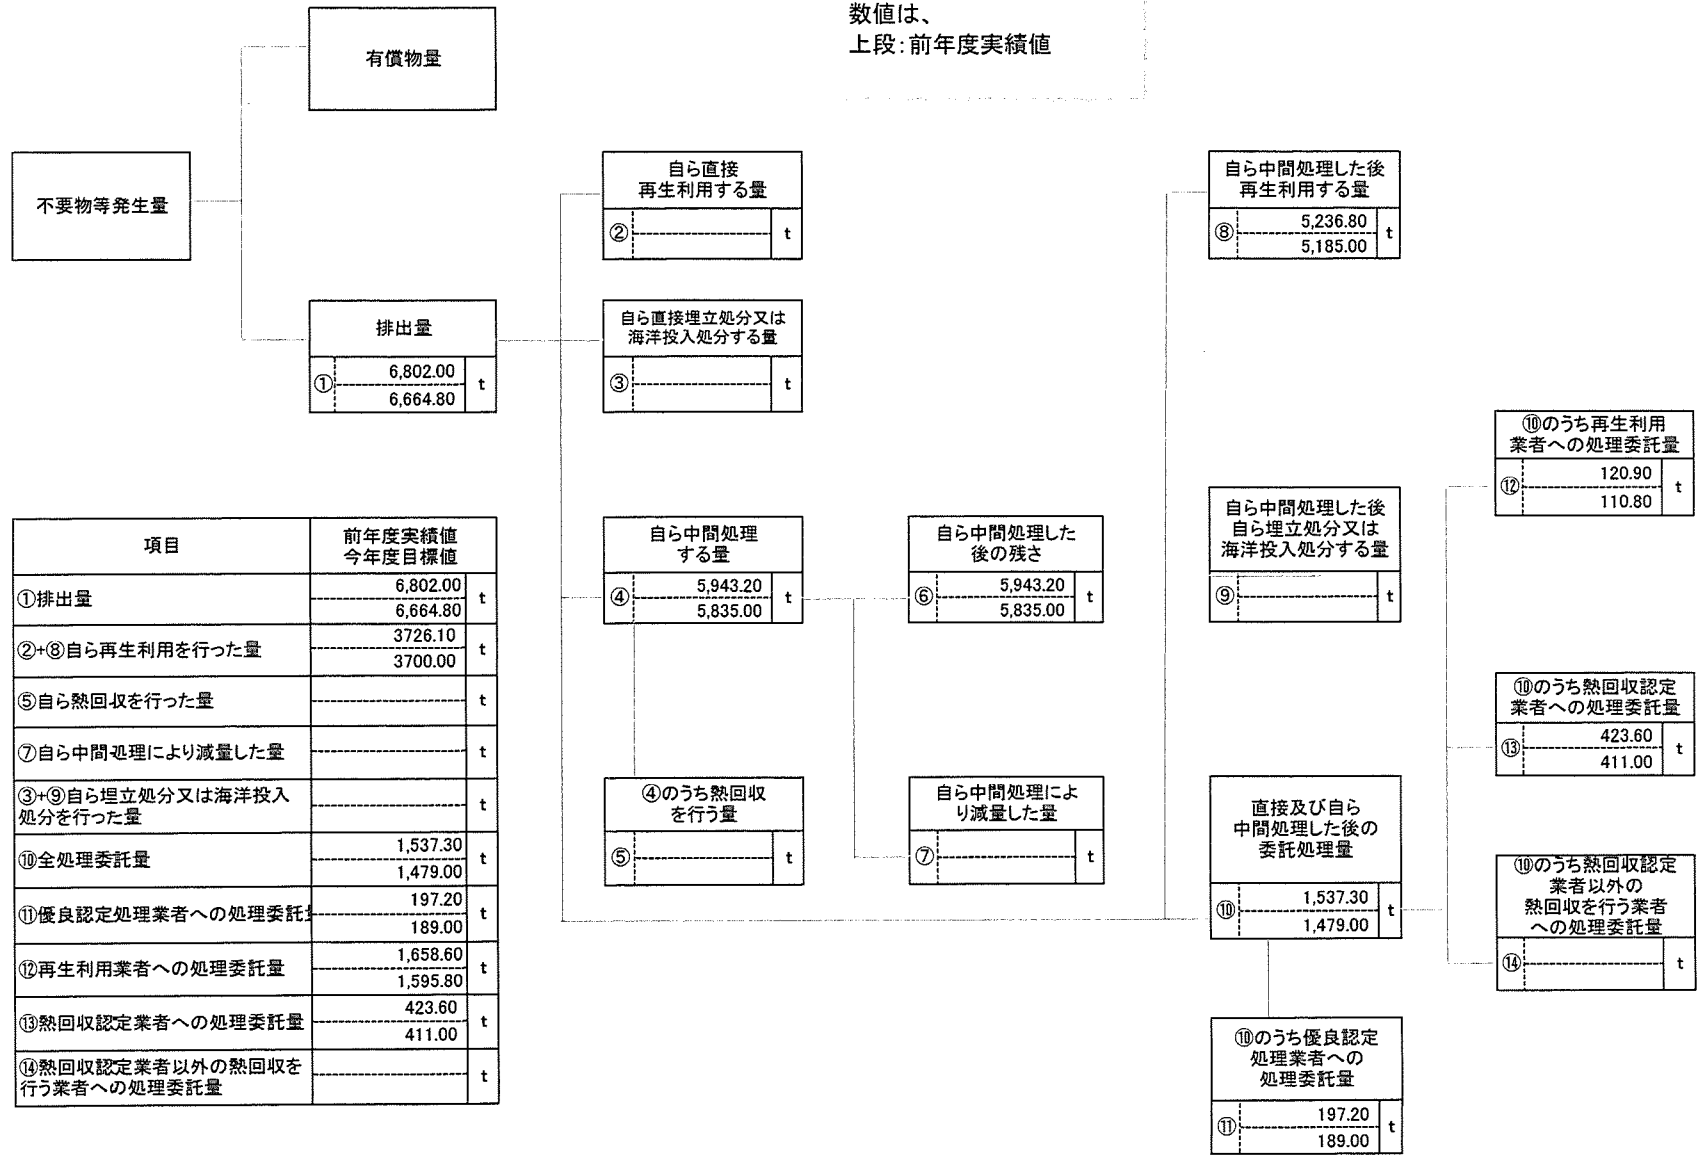 数値は、
上段:前年度実績値
有償物量
不要物等発生量
排出量
①
6,802.00
6,664.80
t
自ら直接
再生利用する量
②
t
自ら直接埋立処分又は
海洋投入処分する量
③
t
自ら中間処理
する量
④
5,943.20
5,835.00
t
④のうち熱回収
を行う量
⑤
t
自ら中間処理した
後の残さ
⑥
5,943.20
5,835.00
t
自ら中間処理によ
り減量した量
⑦
t
自ら中間処理した後
再生利用する量
⑧
5,236.80
5,185.00
t
自ら中間処理した後
自ら埋立処分又は
海洋投入処分する量
⑨
t
直接及び自ら
中間処理した後の
委託処理量
⑩
1,537.30
1,479.00
t
⑩のうち優良認定
処理業者への
処理委託量
⑪
197.20
189.00
t
⑩のうち再生利用
業者への処理委託量
⑫
120.90
110.80
t
⑩のうち熱回収認定
業者への処理委託量
⑬
423.60
411.00
t
⑩のうち熱回収認定
業者以外の
熱回収を行う業者
への処理委託量
⑭
t
項目
前年度実績値
今年度目標値
①排出量
6,802.00
6,664.80
t
②+⑧自ら再生利用を行った量
3726.10
3700.00
t
⑤自ら熱回収を行った量
t
⑦自ら中間処理により減量した量
t
③+⑨自ら埋立処分又は海洋投入
処分を行った量
t
⑩全処理委託量
1,537.30
1,479.00
t
⑪優良認定処理業者への処理委託
197.20
189.00
t
⑫再生利用業者への処理委託量
1,658.60
1,595.80
t
⑬熱回収認定業者への処理委託量
423.60
411.00
t
⑭熱回収認定業者以外の熱回収を
行う業者への処理委託量
t